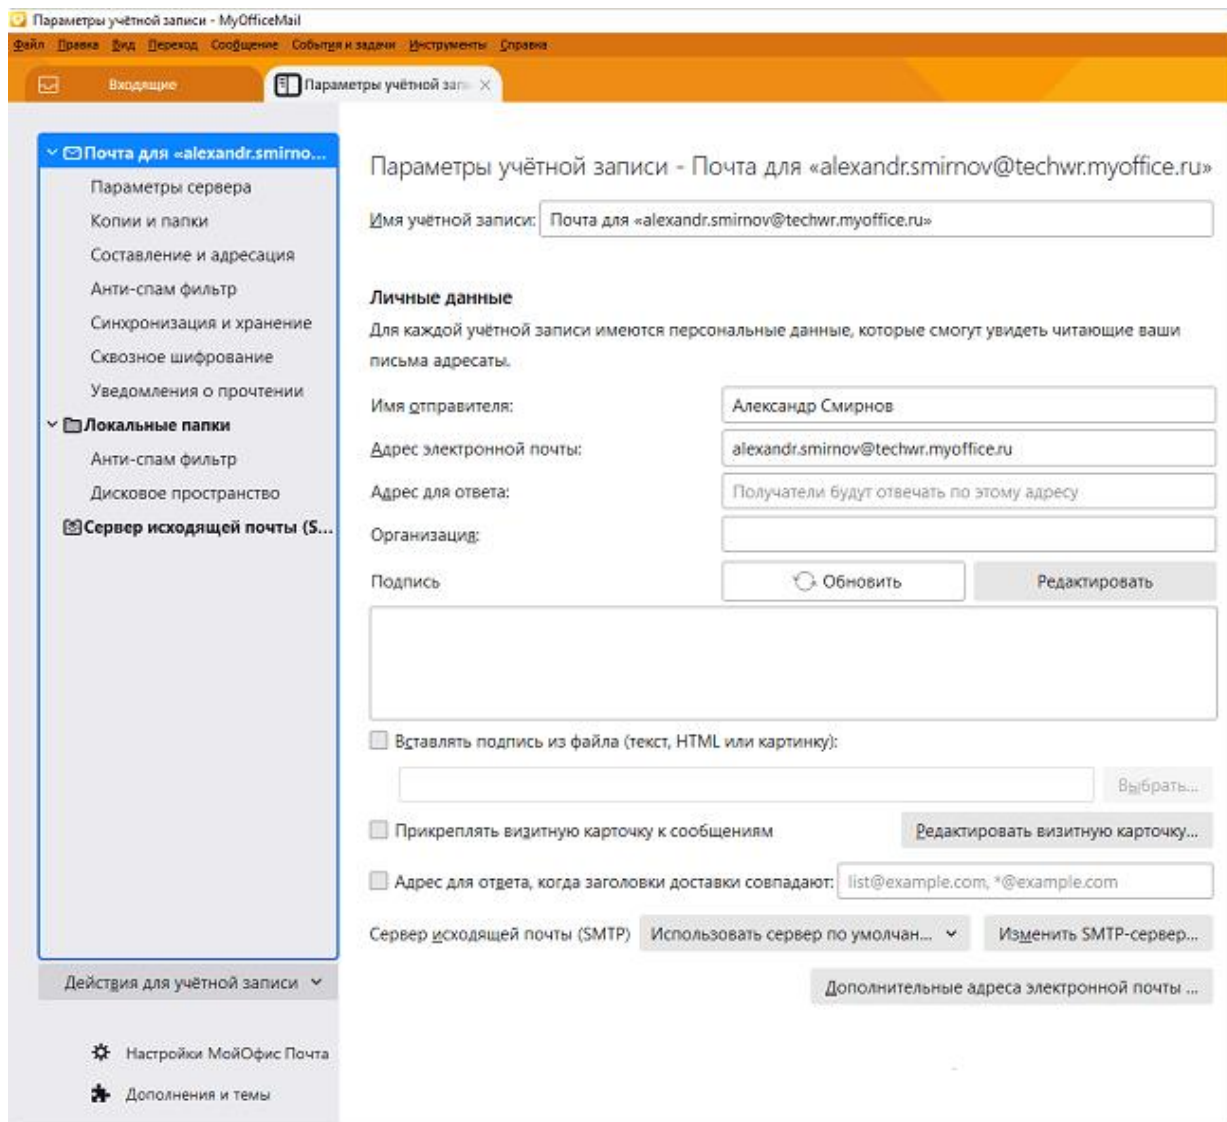 Параметры учётной записи - MyOfficeMail
Файл Правка Вид Переход Сообщение События и задачи Инструменты Справка
Входящие Параметры учётной зап
Почта для «alexandr.smirno...
Параметры сервера
Копии и папки
Составление и адресация
Анти-спам фильтр
Синхронизация и хранение
Сквозное шифрование
Уведомления о прочтении
Локальные папки
Анти-спам фильтр
Дисковое пространство
Сервер исходящей почты (S...
Действия для учётной записи
Настройки МойОфис Почта
Дополнения и темы
Параметры учётной записи - Почта для «alexandr.smirnov@techwr.myoffice.ru»
Имя учётной записи: Почта для «alexandr.smirnov@techwr.myoffice.ru»
Личные данные
Для каждой учётной записи имеются персональные данные, которые смогут увидеть читающие ваши
письма адресаты.
Имя отправителя: Александр Смирнов
Адрес электронной почты: alexandr.smirnov@techwr.myoffice.ru
Адрес для ответа: Получатели будут отвечать по этому адресу
Организация:
Подпись Обновить Редактировать
Вставлять подпись из файла (текст, HTML или картинку):
Выбрать...
Прикреплять визитную карточку к сообщениям Редактировать визитную карточку...
Адрес для ответа, когда заголовки доставки совпадают: list@example.com, *@example.com
Сервер исходящей почты (SMTP) Использовать сервер по умолчан... Изменить SMTP-сервер...
Дополнительные адреса электронной почты ...